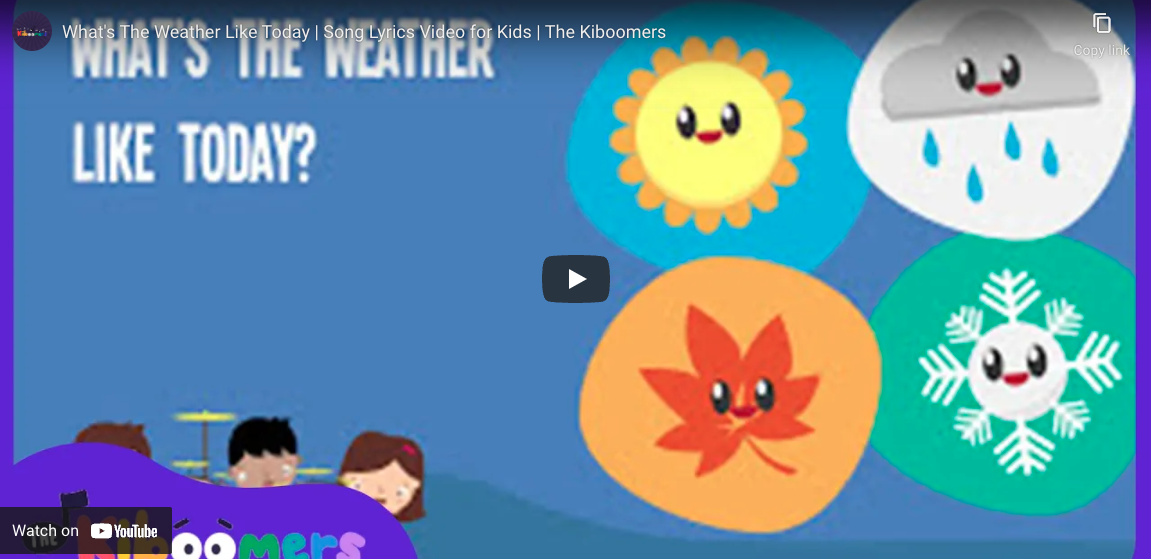 What's The Weather Like Today | Song Lyrics Video for Kids | The Kiboomers
Copy link
WHAT'S THE WEATHER
LIKE TODAY?
Watch on YouTube
THE
Kiboomers